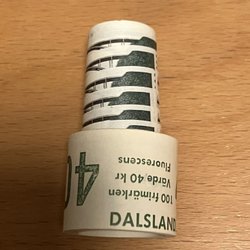 40
100 frimärken
Värde 40 kr
Fluorescens
DALSLAND